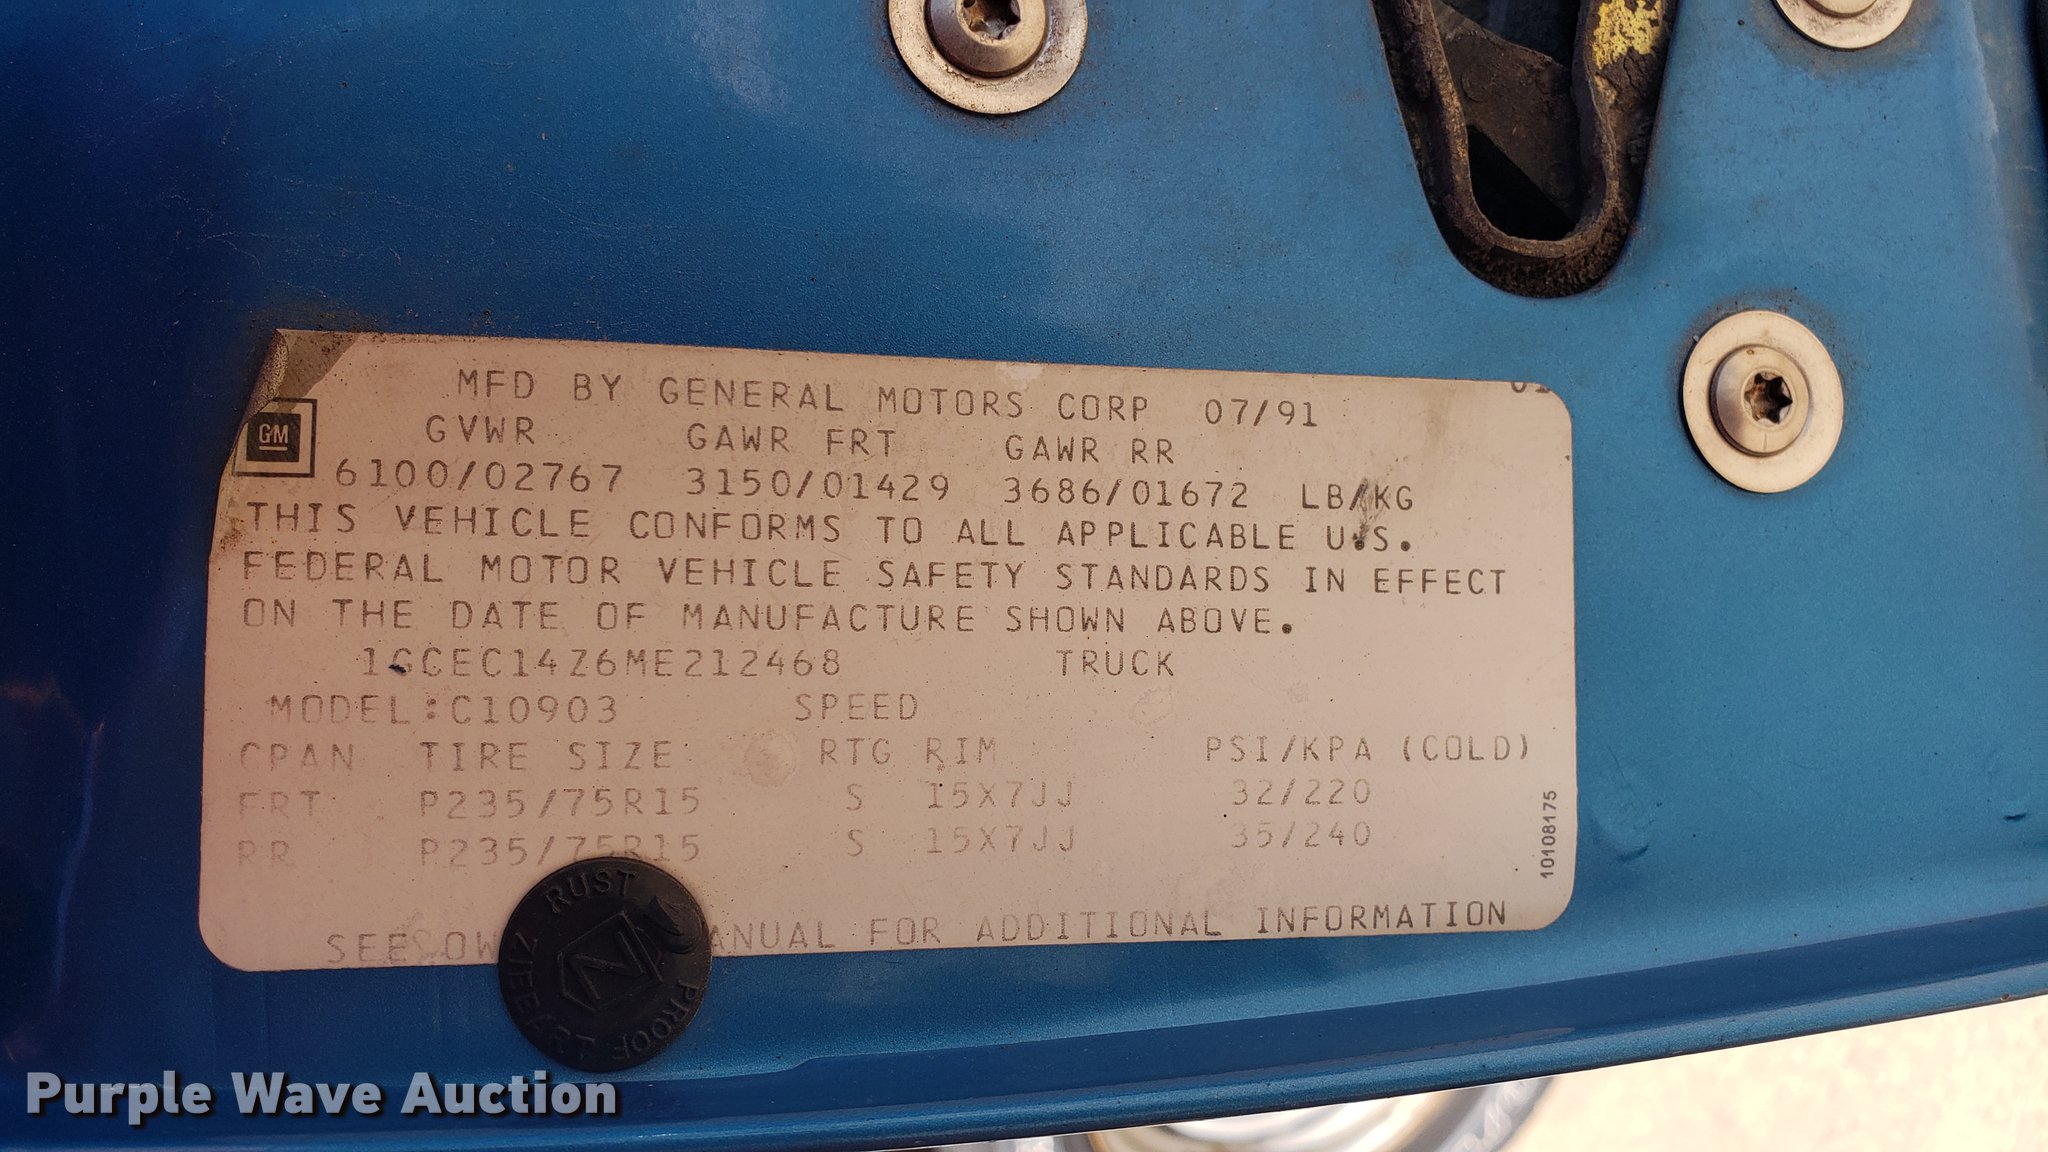 MFD BY GENERAL MOTORS CORP 07/91
GVWR GAWR FRT GAWR RR
GM
6100/02767 3150/01429 3686/01672 LB/KG
THIS VEHICLE CONFORMS TO ALL APPLICABLE U.S.
FEDERAL MOTOR VEHICLE SAFETY STANDARDS IN EFFECT
ON THE DATE OF MANUFACTURE SHOWN ABOVE.
1GCEC14Z6ME212468 TRUCK
MODEL:C10903 SPEED
CPAN TIRE SIZE RTG RIM PSI/KPA (COLD)
FRT P235/75R15 S 15X7JJ 32/220
RR P235/75R15 S 15X7JJ 35/240
10108175
SEE OW ANUAL FOR ADDITIONAL INFORMATION
RUST PROOF
ZIEBART
Purple Wave Auction